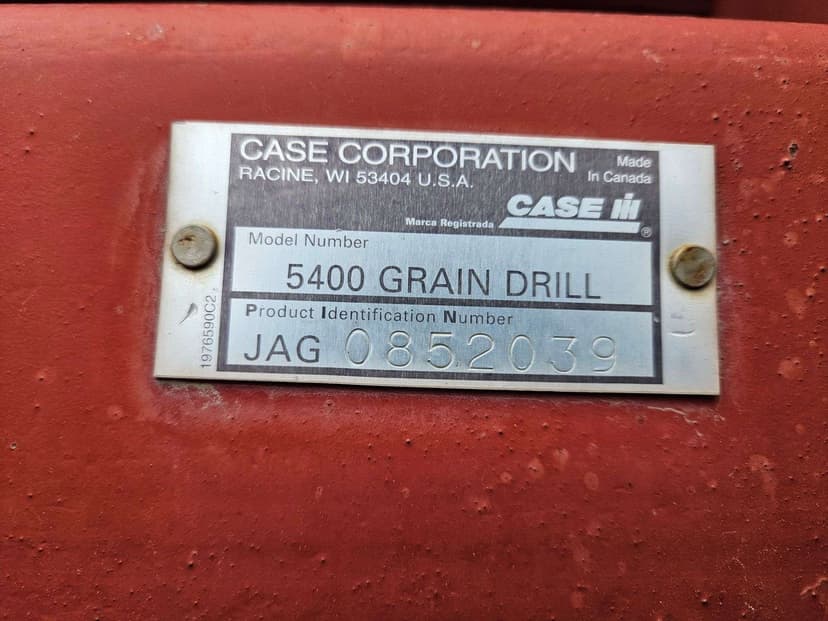 CASE CORPORATION
Made
In Canada
RACINE, WI 53404 U.S.A.
CASE IH
Marca Registrada
®
Model Number
5400 GRAIN DRILL
Product Identification Number
JAG 0852039
1976590C2